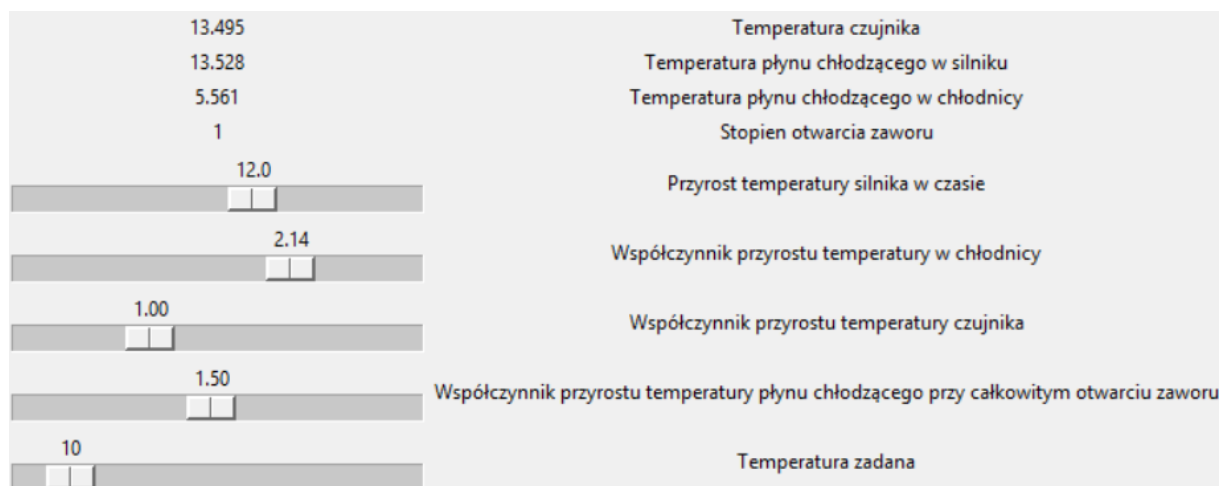 13.495 Temperatura czujnika
13.528 Temperatura płynu chłodzącego w silniku
5.561 Temperatura płynu chłodzącego w chłodnicy
1 Stopien otwarcia zaworu
12.0 Przyrost temperatury silnika w czasie
2.14 Współczynnik przyrostu temperatury w chłodnicy
1.00 Współczynnik przyrostu temperatury czujnika
1.50 Współczynnik przyrostu temperatury płynu chłodzącego przy całkowitym otwarciu zaworu
10 Temperatura zadana